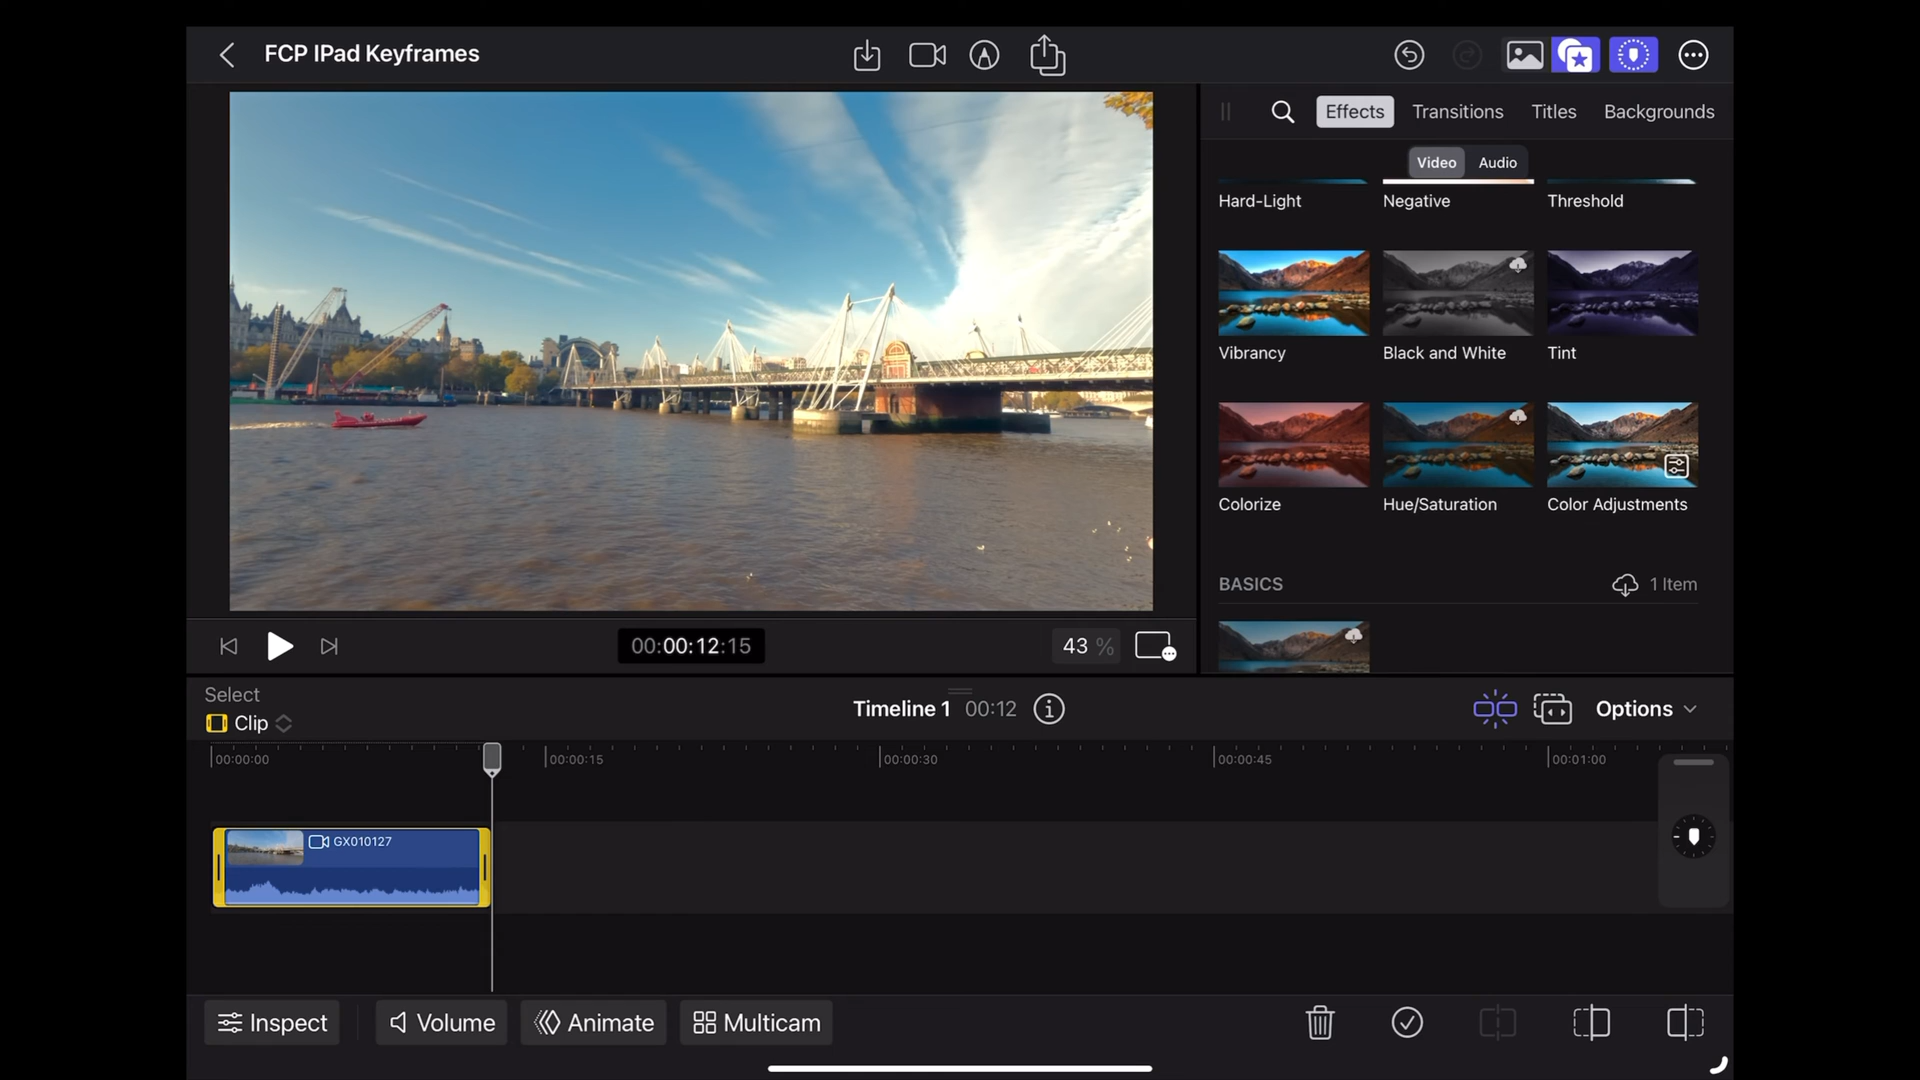 FCP IPad Keyframes
Effects
Transitions
Titles
Backgrounds
Video
Audio
Hard-Light
Negative
Threshold
Vibrancy
Black and White
Tint
Colorize
Hue/Saturation
Color Adjustments
BASICS
1 Item
00:00:12:15
43 %
Select
Clip
Timeline 1
00:12
Options
00:00:00
00:00:15
00:00:30
00:00:45
00:01:00
GX010127
Inspect
Volume
Animate
Multicam